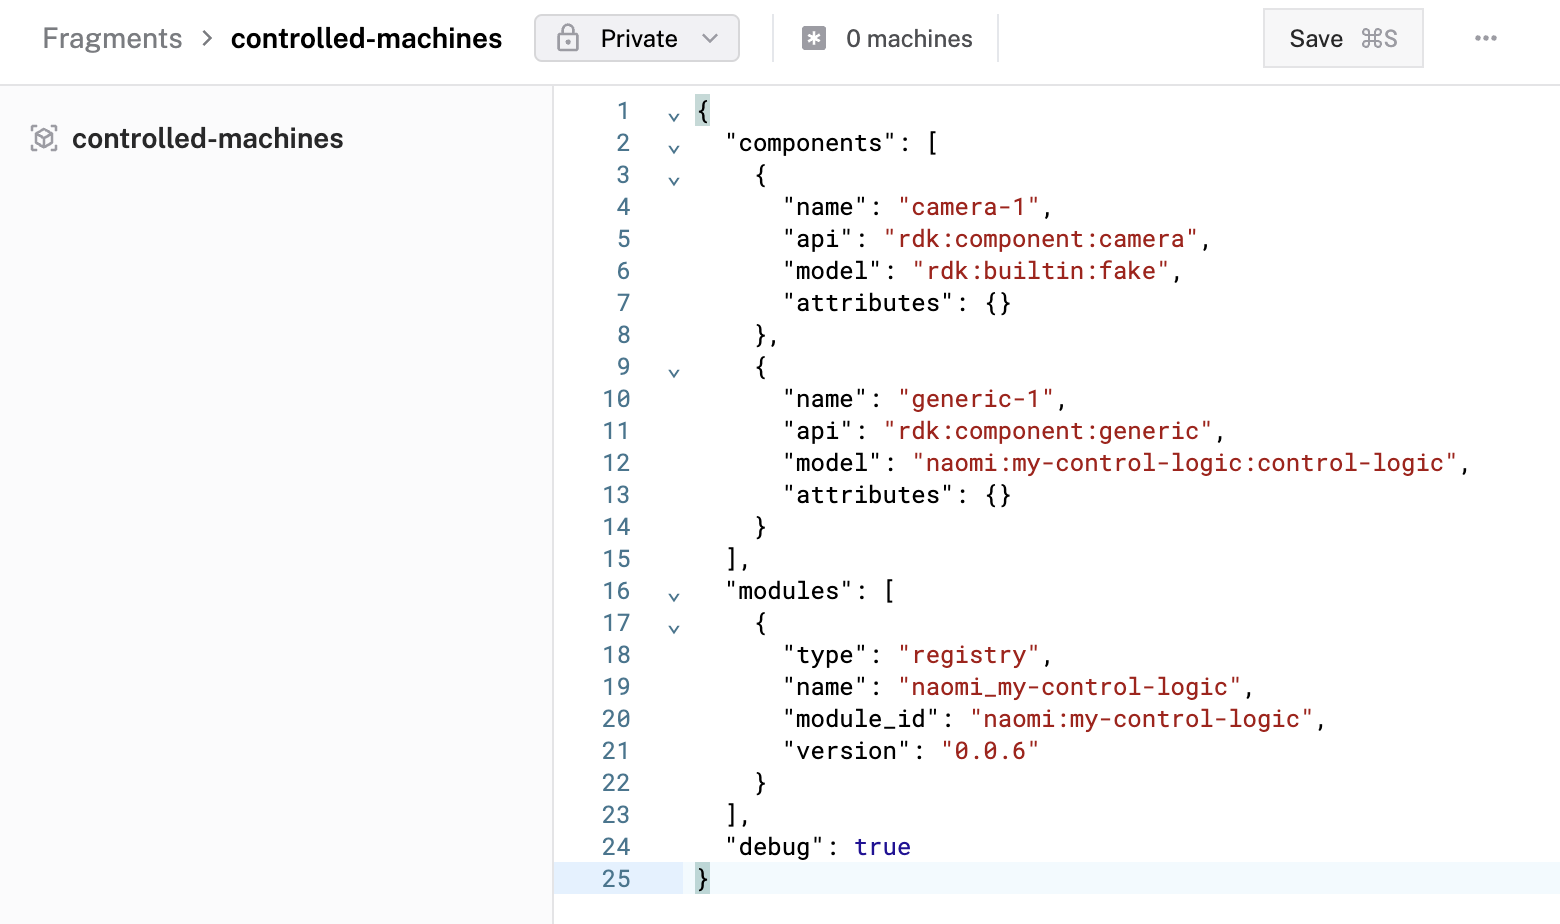 Fragments > controlled-machines Private 0 machines Save ⌘S ...
controlled-machines
1 {
2 "components": [
3 {
4 "name": "camera-1",
5 "api": "rdk:component:camera",
6 "model": "rdk:builtin:fake",
7 "attributes": {}
8 },
9 {
10 "name": "generic-1",
11 "api": "rdk:component:generic",
12 "model": "naomi:my-control-logic:control-logic",
13 "attributes": {}
14 }
15 ],
16 "modules": [
17 {
18 "type": "registry",
19 "name": "naomi_my-control-logic",
20 "module_id": "naomi:my-control-logic",
21 "version": "0.0.6"
22 }
23 ],
24 "debug": true
25 }